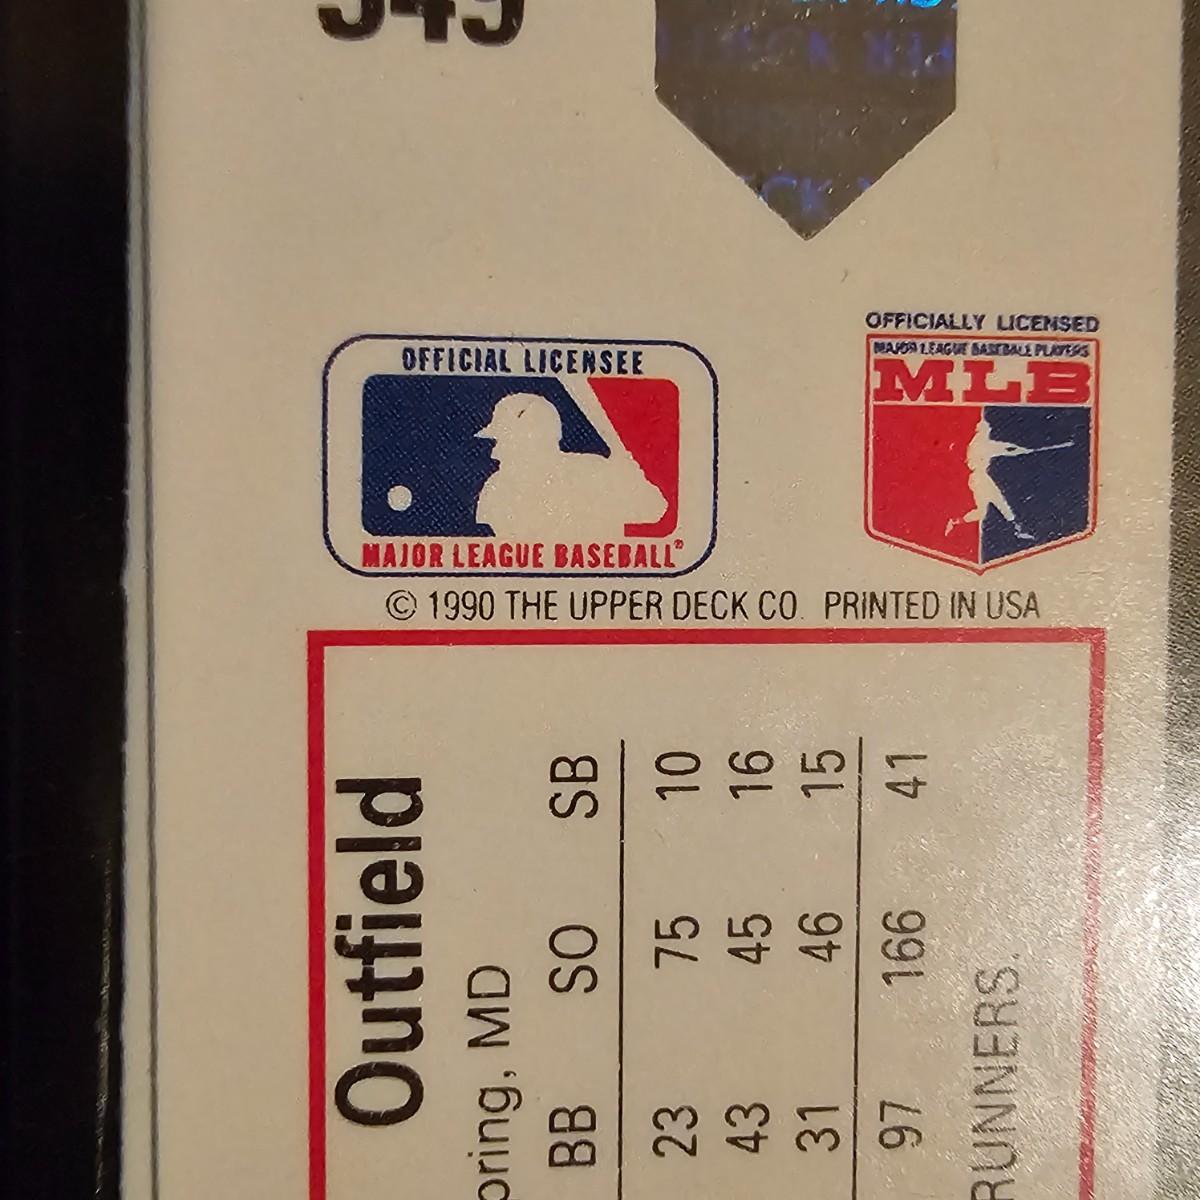 OFFICIALLY LICENSED
MAJOR LEAGUE BASEBALL PLAYERS
MLB
OFFICIAL LICENSEE
MAJOR LEAGUE BASEBALL®
© 1990 THE UPPER DECK CO. PRINTED IN USA
Outfield
MD
BB SO SB
23 75 10
43 45 16
31 46 15
97 166 41
RUNNERS.